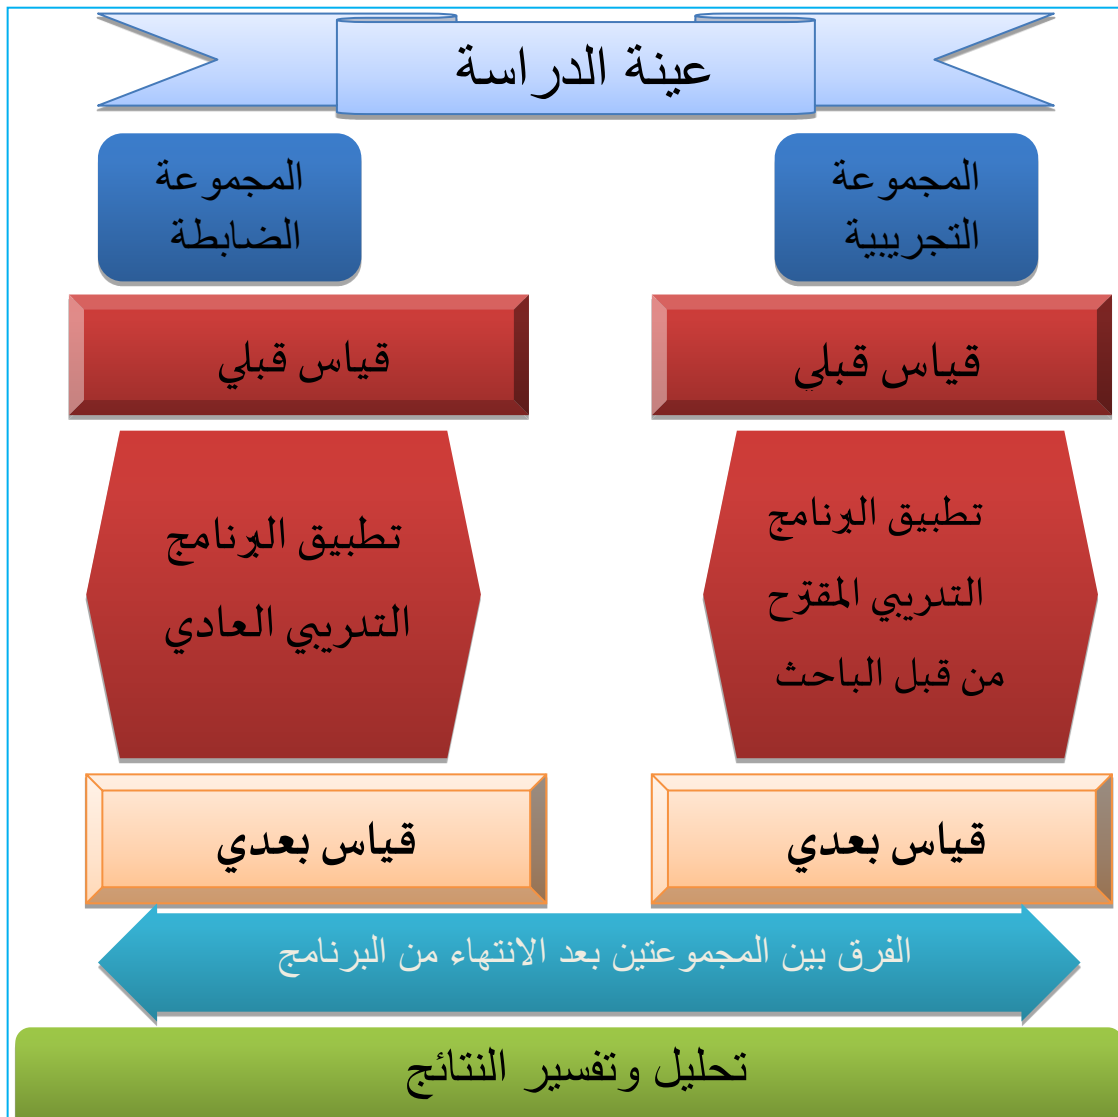 عينة الدراسة
المجموعة
التجريبية
المجموعة
الضابطة
قياس قبلي
قياس قبلي
تطبيق البرنامج
التدريبي المقترح
من قبل الباحث
تطبيق البرنامج
التدريبي العادي
قياس بعدي
قياس بعدي
الفرق بين المجموعتين بعد الانتهاء من البرنامج
تحليل وتفسير النتائج